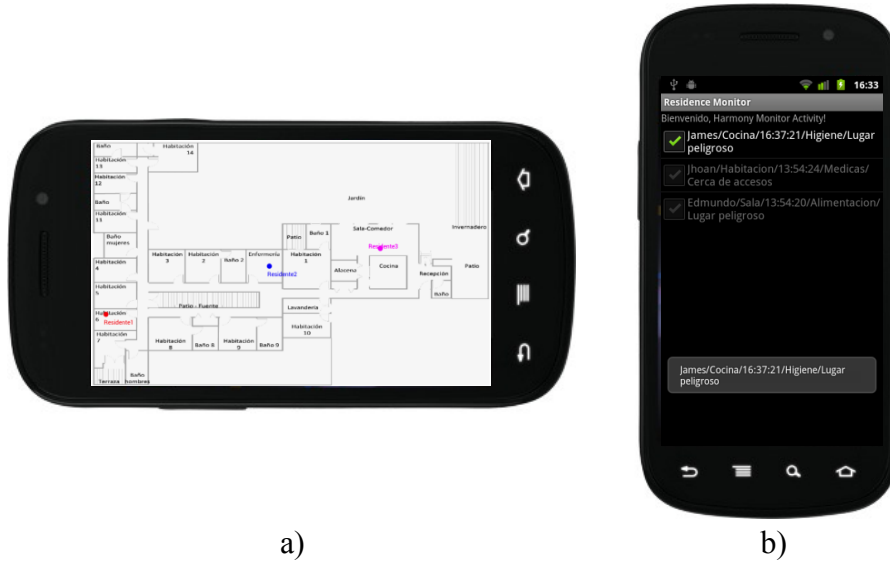 Baño
Habitación
14
Habitación
13
Habitación
12
Baño
Habitación
11
Baño
mujeres
Habitación
4
Habitación
5
Habitación
6
Residente1
Habitación
7
Terraza
Baño
hombres
Habitación
3
Habitación
2
Baño 2
Enfermería
Residente2
Patio
Baño 1
Habitación
1
Patio - Fuente
Habitación
8
Baño 8
Habitación
9
Baño 9
Lavandería
Habitación
10
Jardín
Sala-Comedor
Residente3
Alacena
Cocina
Recepción
Baño
Invernadero
Patio
a)
16:33
Residence Monitor
Bienvenido, Harmony Monitor Activity!
James/Cocina/16:37:21/Higiene/Lugar
peligroso
Jhoan/Habitacion/13:54:24/Medicas/
Cerca de accesos
Edmundo/Sala/13:54:20/Alimentacion/
Lugar peligroso
James/Cocina/16:37:21/Higiene/Lugar
peligroso
b)